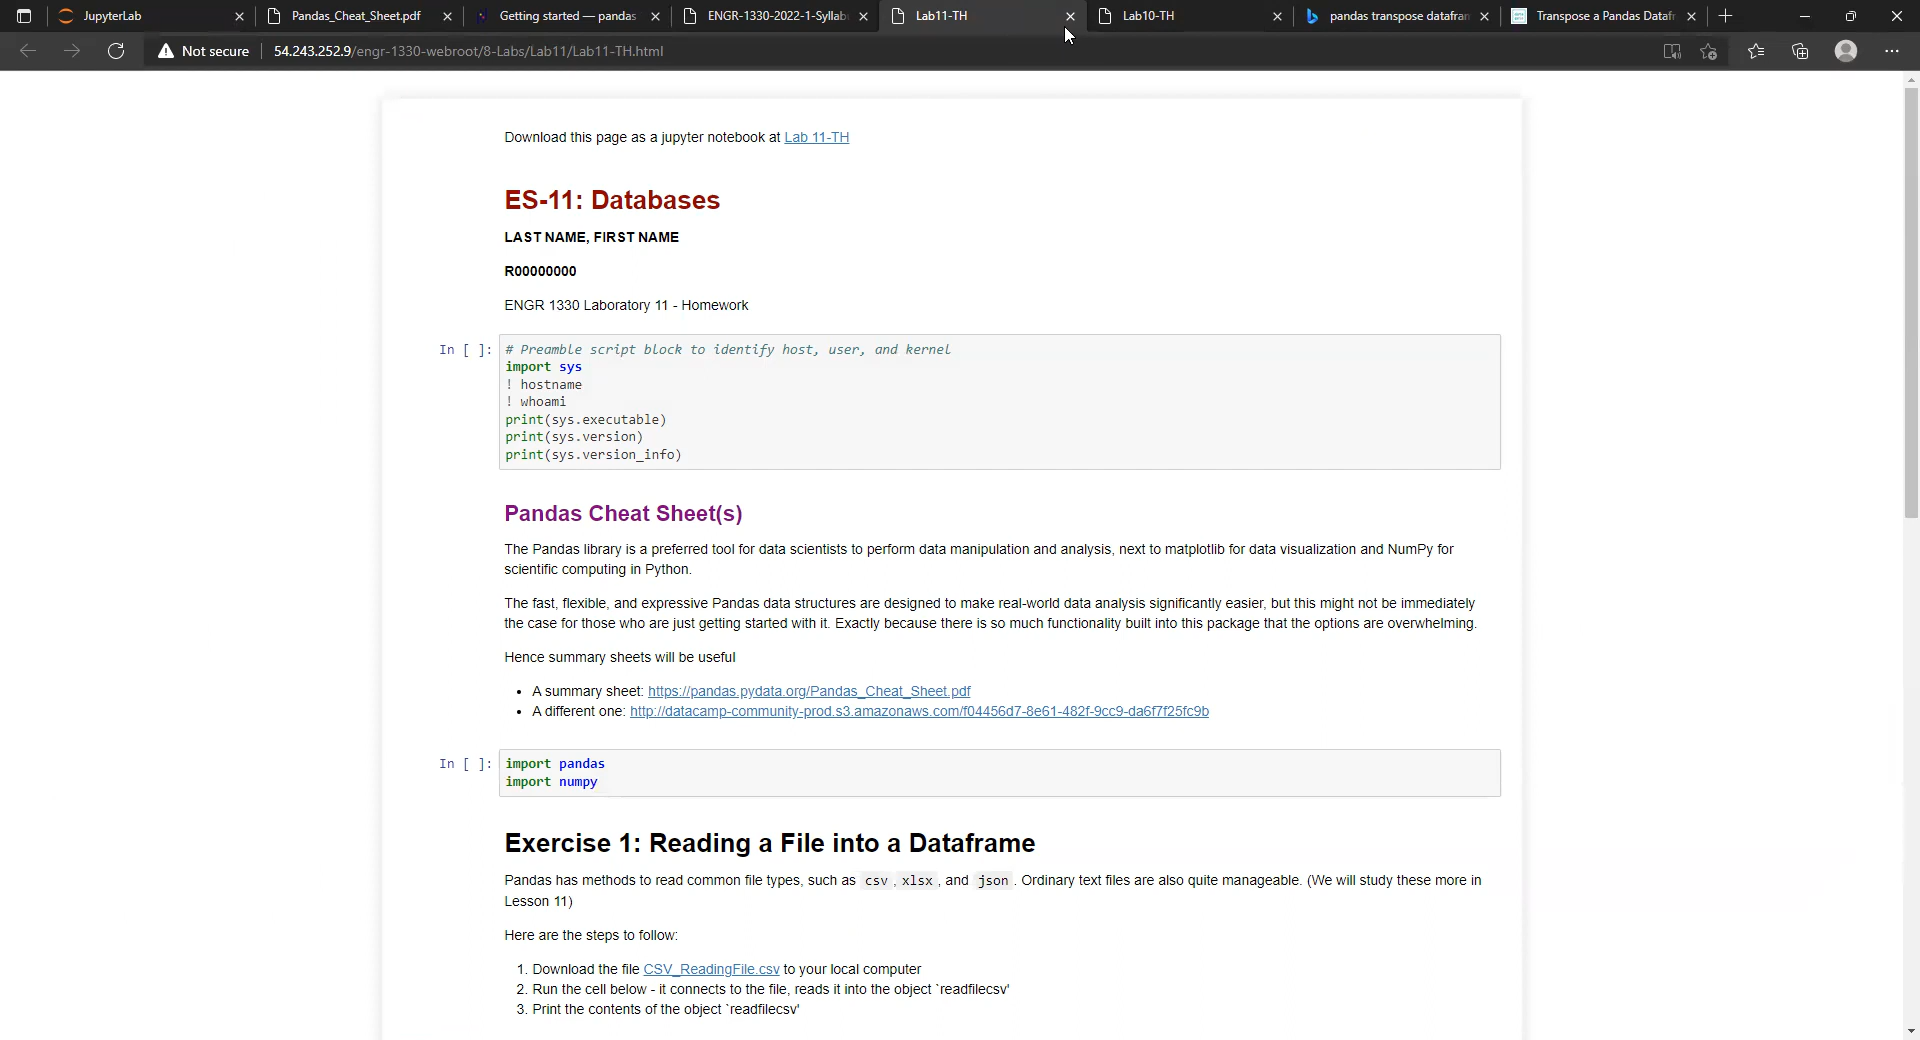 JupyterLab
Pandas_Cheat_Sheet.pdf
Getting started — pandas
ENGR-1330-2022-1-Syllab
Lab11-TH
Lab10-TH
pandas transpose datafra
Transpose a Pandas Dataf
Not secure
54.243.252.9/engr-1330-webroot/8-Labs/Lab11/Lab11-TH.html
Download this page as a jupyter notebook at Lab 11-TH
ES-11: Databases
LAST NAME, FIRST NAME
R00000000
ENGR 1330 Laboratory 11 - Homework
In [ ]: # Preamble script block to identify host, user, and kernel
import sys
! hostname
! whoami
print(sys.executable)
print(sys.version)
print(sys.version_info)
Pandas Cheat Sheet(s)
The Pandas library is a preferred tool for data scientists to perform data manipulation and analysis, next to matplotlib for data visualization and NumPy for
scientific computing in Python.
The fast, flexible, and expressive Pandas data structures are designed to make real-world data analysis significantly easier, but this might not be immediately
the case for those who are just getting started with it. Exactly because there is so much functionality built into this package that the options are overwhelming.
Hence summary sheets will be useful
• A summary sheet: https://pandas.pydata.org/Pandas_Cheat_Sheet.pdf
• A different one: http://datacamp-community-prod.s3.amazonaws.com/f04456d7-8e61-482f-9cc9-da6f7f25fc9b
In [ ]: import pandas
import numpy
Exercise 1: Reading a File into a Dataframe
Pandas has methods to read common file types, such as csv , xlsx , and json . Ordinary text files are also quite manageable. (We will study these more in
Lesson 11)
Here are the steps to follow:
1. Download the file CSV_ReadingFile.csv to your local computer
2. Run the cell below - it connects to the file, reads it into the object `readfilecsv'
3. Print the contents of the object `readfilecsv'